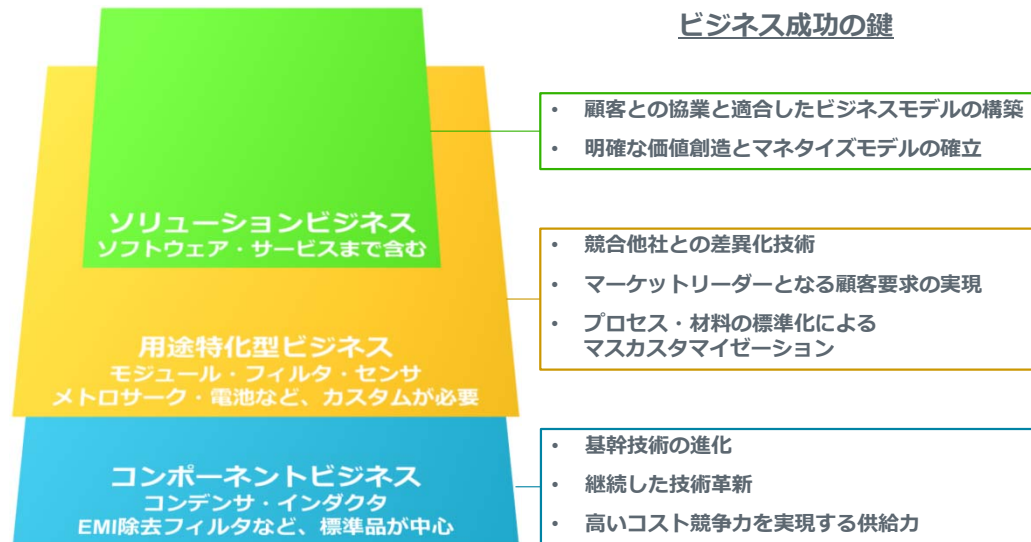 ビジネス成功の鍵
・ 顧客との協業と適合したビジネスモデルの構築
・ 明確な価値創造とマネタイズモデルの確立
ソリューションビジネス
ソフトウェア・サービスまで含む
・ 競合他社との差異化技術
・ マーケットリーダーとなる顧客要求の実現
・ プロセス・材料の標準化による
マスカスタマイゼーション
用途特化型ビジネス
モジュール・フィルタ・センサ
メトロサーク・電池など、カスタムが必要
・ 基幹技術の進化
・ 継続した技術革新
・ 高いコスト競争力を実現する供給力
コンポーネントビジネス
コンデンサ・インダクタ
EMI除去フィルタなど、標準品が中心